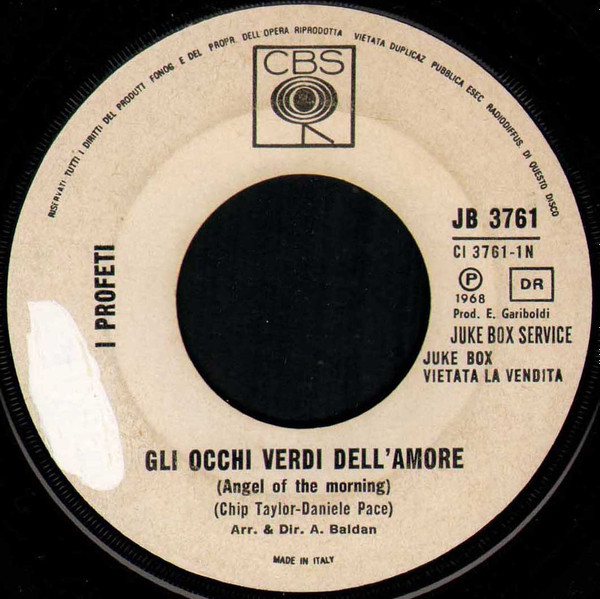 RISERVATI TUTTI I DIRITTI DEL PRODUTT. FONOG. E DEL PROPR. DELL'OPERA RIPRODOTTA VIETATA DUPLICAZ. PUBBLICA ESEC. RADIODIFFUS. DI QUESTO DISCO
CBS
JB 3761
CI 3761-1N
P
DR
1968
Prod. E. Gariboldi
JUKE BOX SERVICE
JUKE BOX
VIETATA LA VENDITA
I PROFETI
GLI OCCHI VERDI DELL'AMORE
(Angel of the morning)
(Chip Taylor-Daniele Pace)
Arr. & Dir. A. Baldan
MADE IN ITALY